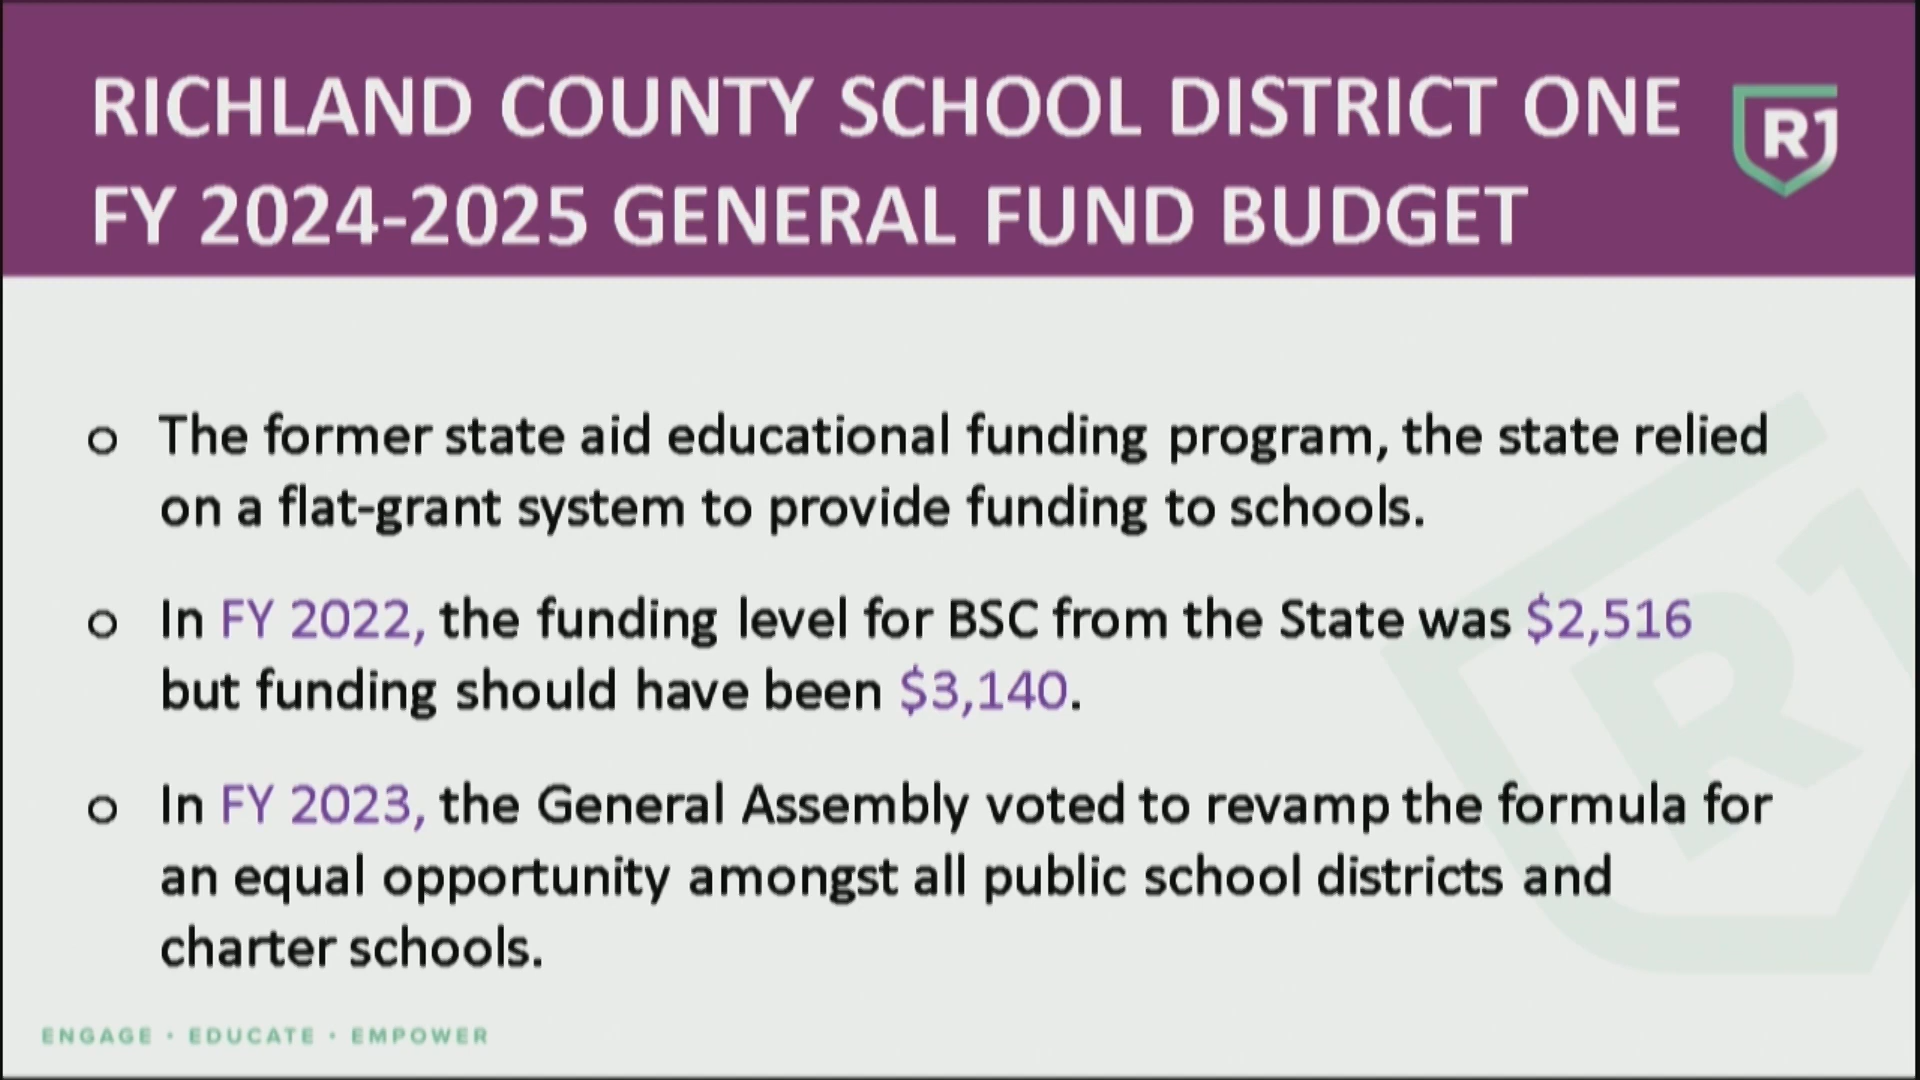 RICHLAND COUNTY SCHOOL DISTRICT ONE
R1
FY 2024-2025 GENERAL FUND BUDGET
o The former state aid educational funding program, the state relied
on a flat-grant system to provide funding to schools.
o In FY 2022, the funding level for BSC from the State was $2,516
but funding should have been $3,140.
o In FY 2023, the General Assembly voted to revamp the formula for
an equal opportunity amongst all public school districts and
charter schools.
R1
ENGAGE • EDUCATE • EMPOWER